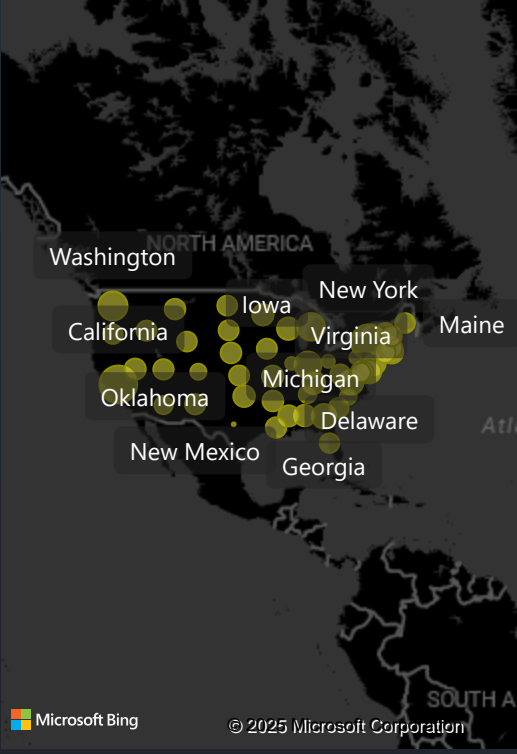 NORTH AMERICA
Washington
New York
Iowa
Maine
California
Virginia
Michigan
Oklahoma
Delaware
Atl
New Mexico
Georgia
SOUTH A
Microsoft Bing
© 2025 Microsoft Corporation